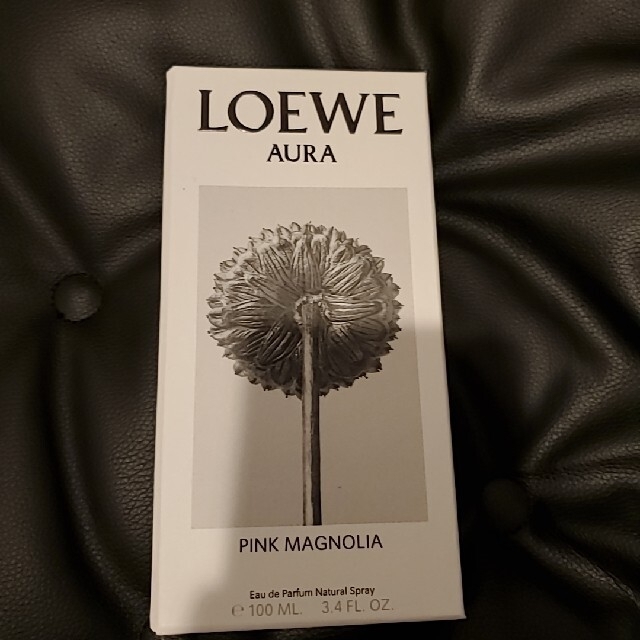 LOEWE
AURA
PINK MAGNOLIA
Eau de Parfum Natural Spray
℮ 100 ML. 3.4 FL. OZ.